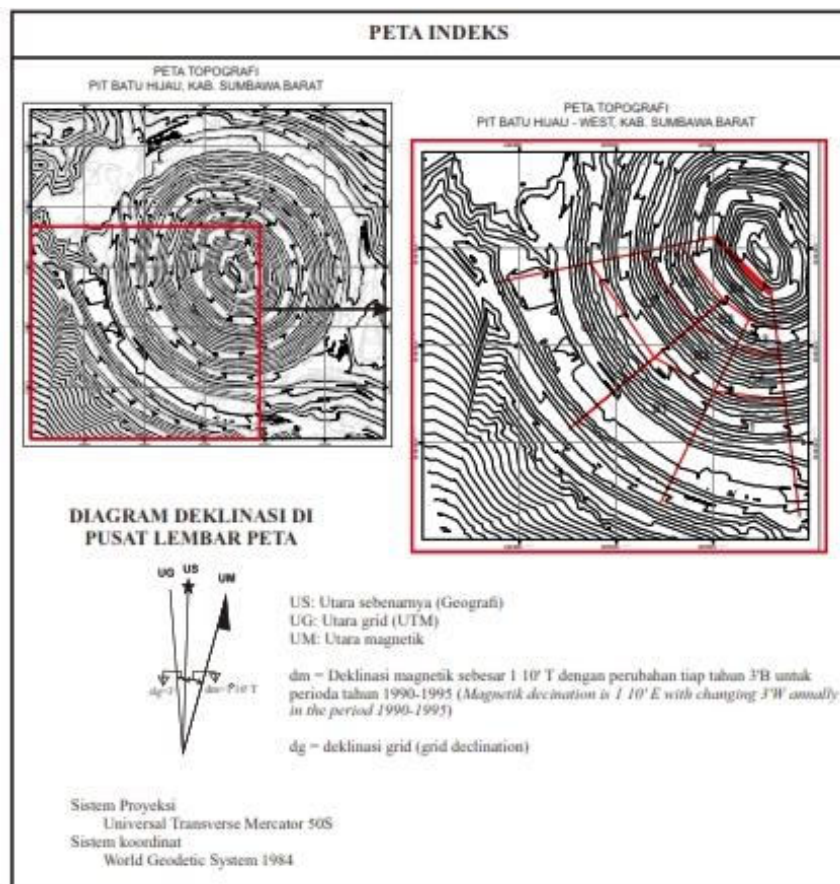 PETA INDEKS
PETA TOPOGRAFI
PIT BATU HIJAU, KAB. SUMBAWA BARAT
PETA TOPOGRAFI
PIT BATU HIJAU - WEST, KAB. SUMBAWA BARAT
DIAGRAM DEKLINASI DI
PUSAT LEMBAR PETA
UG US UM
US: Utara sebenarnya (Geografi)
UG: Utara grid (UTM)
UM: Utara magnetik
dm = Deklinasi magnetik sebesar 1 10' T dengan perubahan tiap tahun 3'B untuk
perioda tahun 1990-1995 (Magnetik decination is 1 10' E with changing 3'W annally
in the period 1990-1995)
dg = deklinasi grid (grid declination)
Sistem Proyeksi
Universal Transverse Mercator 50S
Sistem koordinat
World Geodetic System 1984